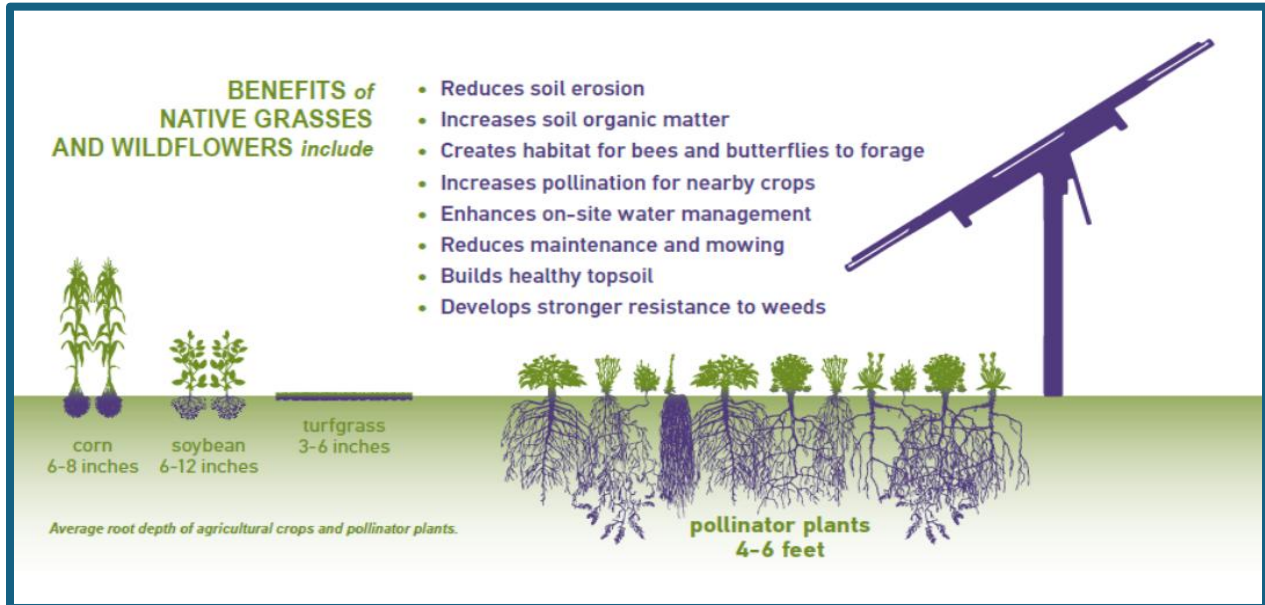 BENEFITS of
NATIVE GRASSES
AND WILDFLOWERS include
• Reduces soil erosion
• Increases soil organic matter
• Creates habitat for bees and butterflies to forage
• Increases pollination for nearby crops
• Enhances on-site water management
• Reduces maintenance and mowing
• Builds healthy topsoil
• Develops stronger resistance to weeds
corn
6-8 inches
soybean
6-12 inches
turfgrass
3-6 inches
pollinator plants
4-6 feet
Average root depth of agricultural crops and pollinator plants.